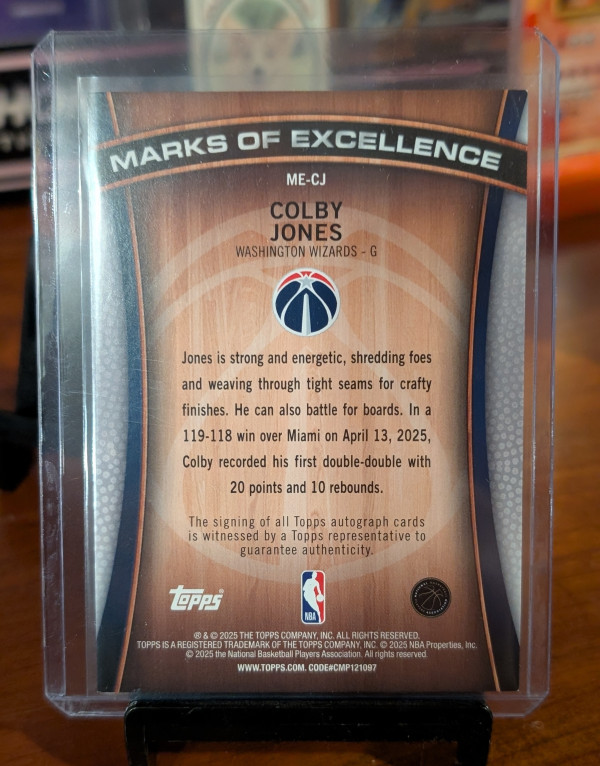 MARKS OF EXCELLENCE
ME-CJ
COLBY
JONES
WASHINGTON WIZARDS - G
Jones is strong and energetic, shredding foes
and weaving through tight seams for crafty
finishes. He can also battle for boards. In a
119-118 win over Miami on April 13, 2025,
Colby recorded his first double-double with
20 points and 10 rebounds.
The signing of all Topps autograph cards
is witnessed by a Topps representative to
guarantee authenticity.
topps®
NBA
® & © 2025 THE TOPPS COMPANY, INC. ALL RIGHTS RESERVED.
TOPPS IS A REGISTERED TRADEMARK OF THE TOPPS COMPANY, INC. © 2025 NBA Properties, Inc.
© 2025 the National Basketball Players Association. All rights reserved.
WWW.TOPPS.COM. CODE#CMP121097